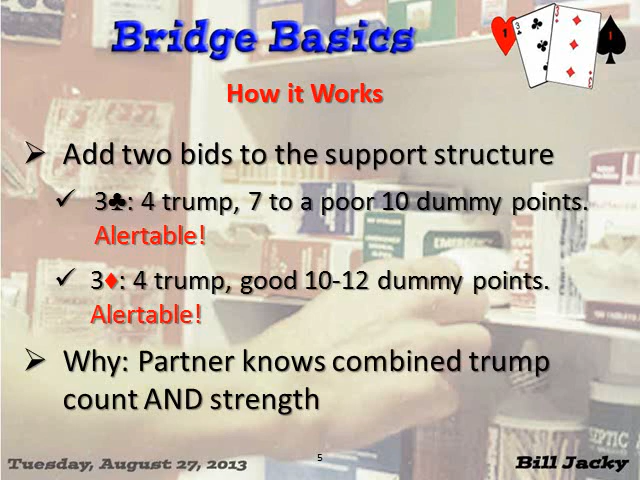 Bridge Basics
How it Works
Add two bids to the support structure
3♣: 4 trump, 7 to a poor 10 dummy points.
Alertable!
3♦: 4 trump, good 10-12 dummy points.
Alertable!
Why: Partner knows combined trump
count AND strength
Tuesday, August 27, 2013
5
Bill Jacky
EMERGENCY